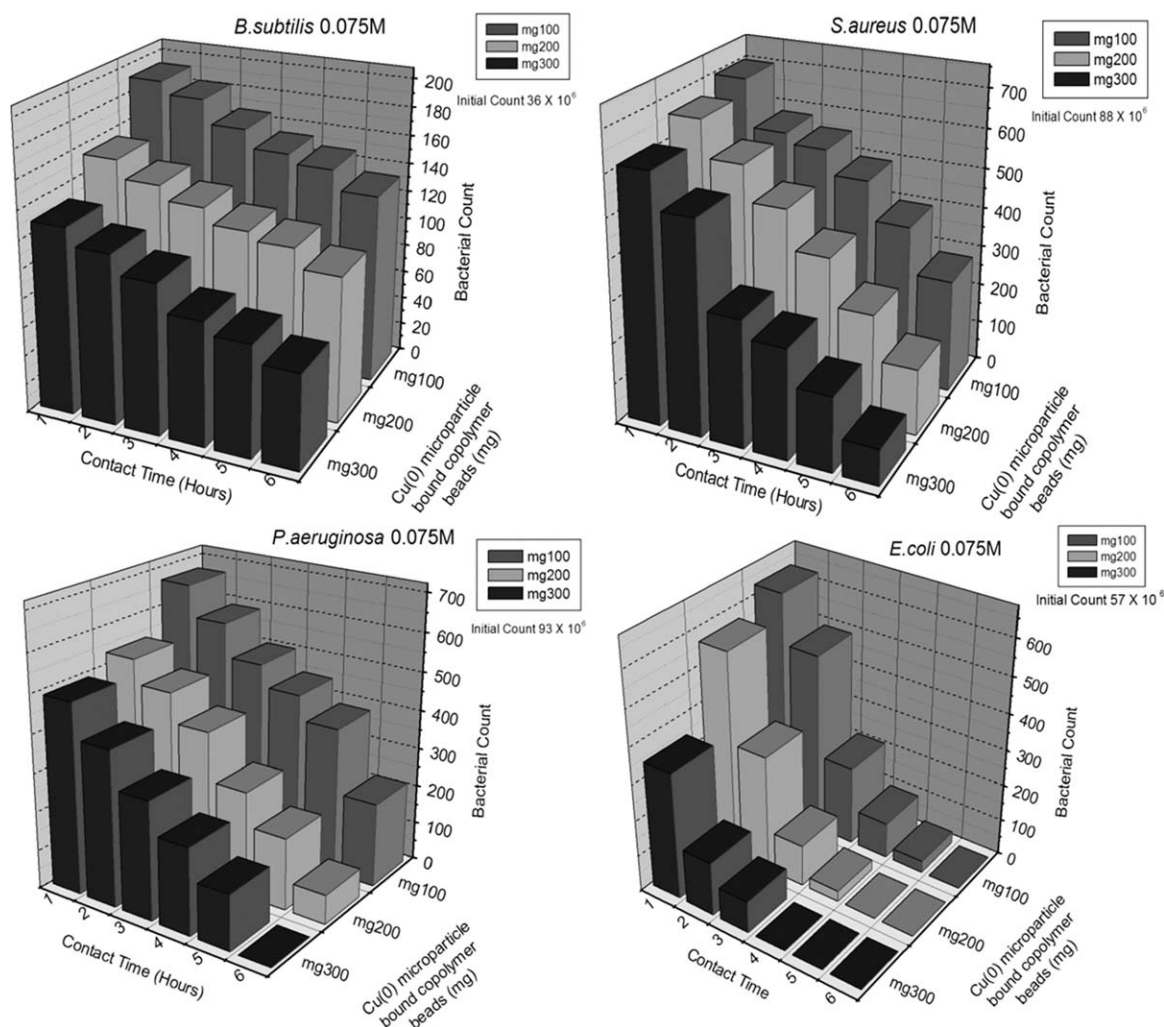 B.subtilis 0.075M
mg100
mg200
mg300
Initial Count 36 X 10⁶
200
180
160
140
120
100
80
60
40
20
0
Bacterial Count
mg100
mg200
mg300
1
2
3
4
5
6
Contact Time (Hours)
Cu(0) microparticle
bound copolymer
beads (mg)
S.aureus 0.075M
mg100
mg200
mg300
Initial Count 88 X 10⁶
700
600
500
400
300
200
100
0
Bacterial Count
mg100
mg200
mg300
1
2
3
4
5
6
Contact Time (Hours)
Cu(0) microparticle
bound copolymer
beads (mg)
P.aeruginosa 0.075M
mg100
mg200
mg300
Initial Count 93 X 10⁶
700
600
500
400
300
200
100
0
Bacterial Count
mg100
mg200
mg300
1
2
3
4
5
6
Contact Time (Hours)
Cu(0) microparticle
bound copolymer
beads (mg)
E.coli 0.075M
mg100
mg200
mg300
Initial Count 57 X 10⁶
600
500
400
300
200
100
0
Bacterial Count
mg100
mg200
mg300
1
2
3
4
5
6
Contact Time
Cu(0) microparticle
bound copolymer
beads (mg)